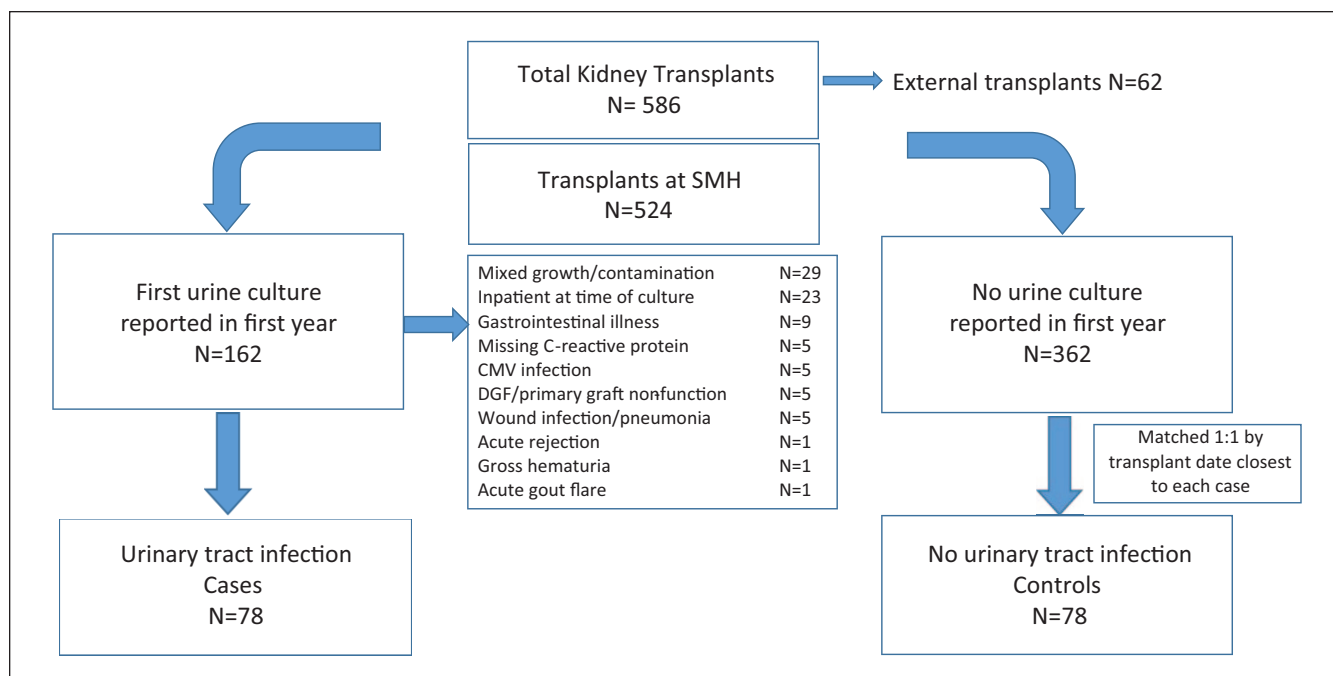 Total Kidney Transplants
N= 586
External transplants N=62
Transplants at SMH
N=524
First urine culture
reported in first year
N=162
Mixed growth/contamination N=29
Inpatient at time of culture N=23
Gastrointestinal illness N=9
Missing C-reactive protein N=5
CMV infection N=5
DGF/primary graft non-function N=5
Wound infection/pneumonia N=5
Acute rejection N=1
Gross hematuria N=1
Acute gout flare N=1
No urine culture
reported in first year
N=362
Matched 1:1 by
transplant date closest
to each case
Urinary tract infection
Cases
N=78
No urinary tract infection
Controls
N=78